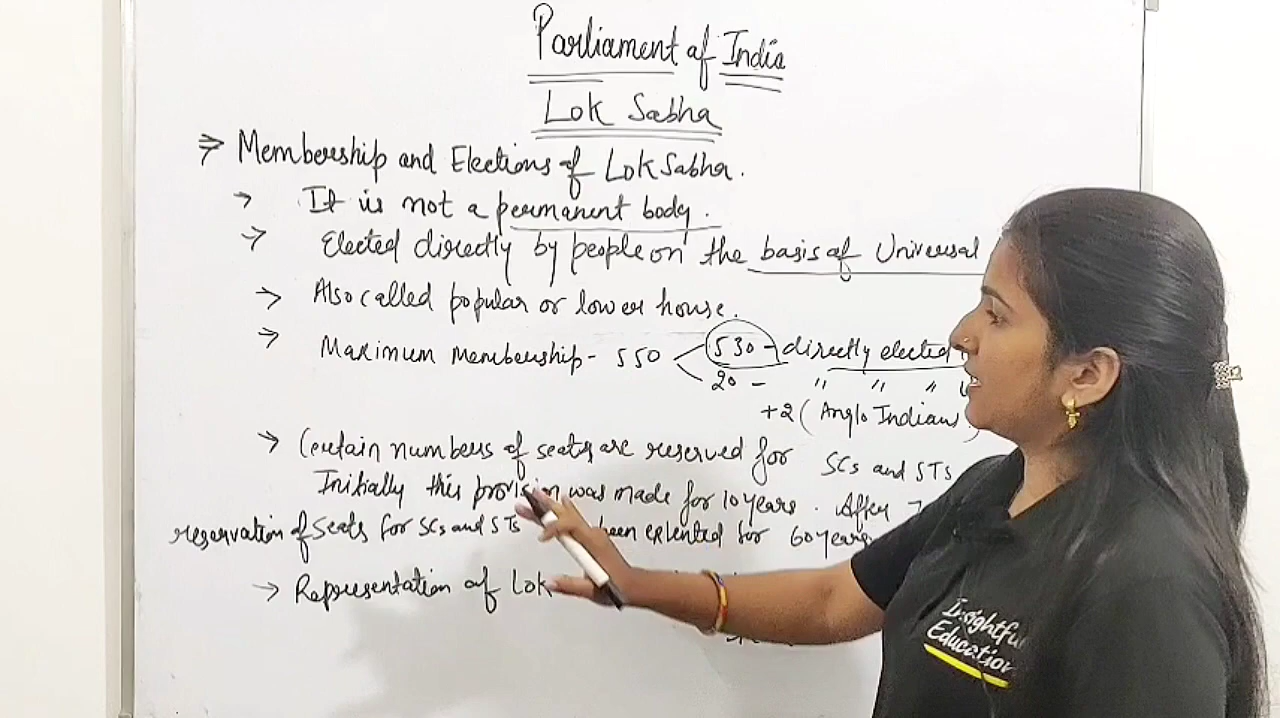 Parliament of India
Lok Sabha
⇒ Membership and Elections of Lok Sabha.
→ It is not a permanent body.
→ Elected directly by people on the basis of Universal
→ Also called popular or lower house.
→ Maximum membership - 550
530 - directly elected
20 - " " "
+2 (Anglo Indians)
→ Certain numbers of seats are reserved for SCs and STs
Initially this provision was made for 10 years. After 7
reservation of seats for SCs and STs been extented for 60 years
→ Representation of Lok
Insightful
Education